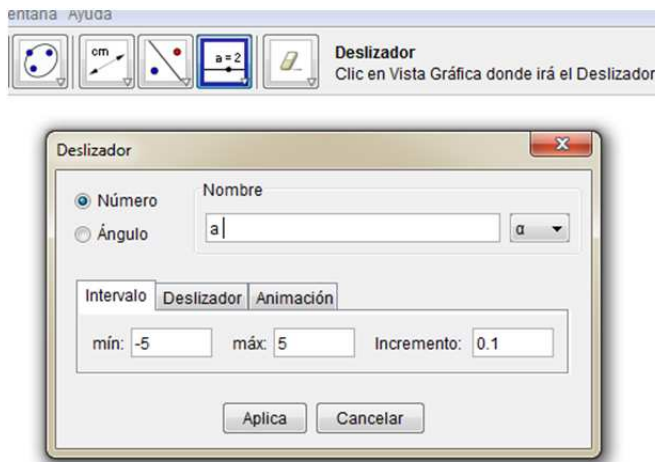 entana Ayuda
cm
a = 2
Deslizador
Clic en Vista Gráfica donde irá el Deslizador
Deslizador
Número
Nombre
a
α
Ángulo
Intervalo Deslizador Animación
mín: -5 máx: 5 Incremento: 0.1
Aplica Cancelar